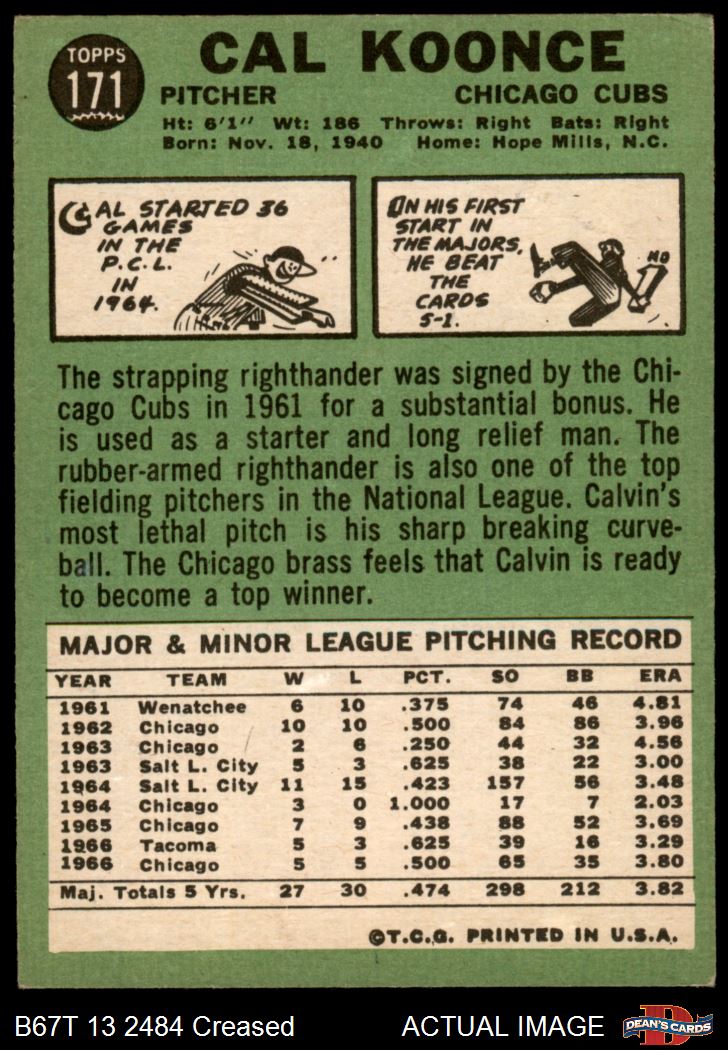 TOPPS
171
CAL KOONCE
PITCHER CHICAGO CUBS
Ht: 6'1" Wt: 186 Throws: Right Bats: Right
Born: Nov. 18, 1940 Home: Hope Mills, N.C.
CAL STARTED 36
GAMES
IN THE
P.C.L.
IN
1964.
ON HIS FIRST
START IN
THE MAJORS,
HE BEAT
THE
CARDS
5-1.
The strapping righthander was signed by the Chi-
cago Cubs in 1961 for a substantial bonus. He
is used as a starter and long relief man. The
rubber-armed righthander is also one of the top
fielding pitchers in the National League. Calvin's
most lethal pitch is his sharp breaking curve-
ball. The Chicago brass feels that Calvin is ready
to become a top winner.
MAJOR & MINOR LEAGUE PITCHING RECORD
YEAR TEAM W L PCT. SO BB ERA
1961 Wenatchee 6 10 .375 74 46 4.81
1962 Chicago 10 10 .500 84 86 3.96
1963 Chicago 2 6 .250 44 32 4.56
1963 Salt L. City 5 3 .625 38 22 3.00
1964 Salt L. City 11 15 .423 157 56 3.48
1964 Chicago 3 0 1.000 17 7 2.03
1965 Chicago 7 9 .438 88 52 3.69
1966 Tacoma 5 3 .625 39 16 3.29
1966 Chicago 5 5 .500 65 35 3.80
Maj. Totals 5 Yrs. 27 30 .474 298 212 3.82
©T.C.G. PRINTED IN U.S.A.
B67T 13 2484 Creased ACTUAL IMAGE
DEAN'S CARDS